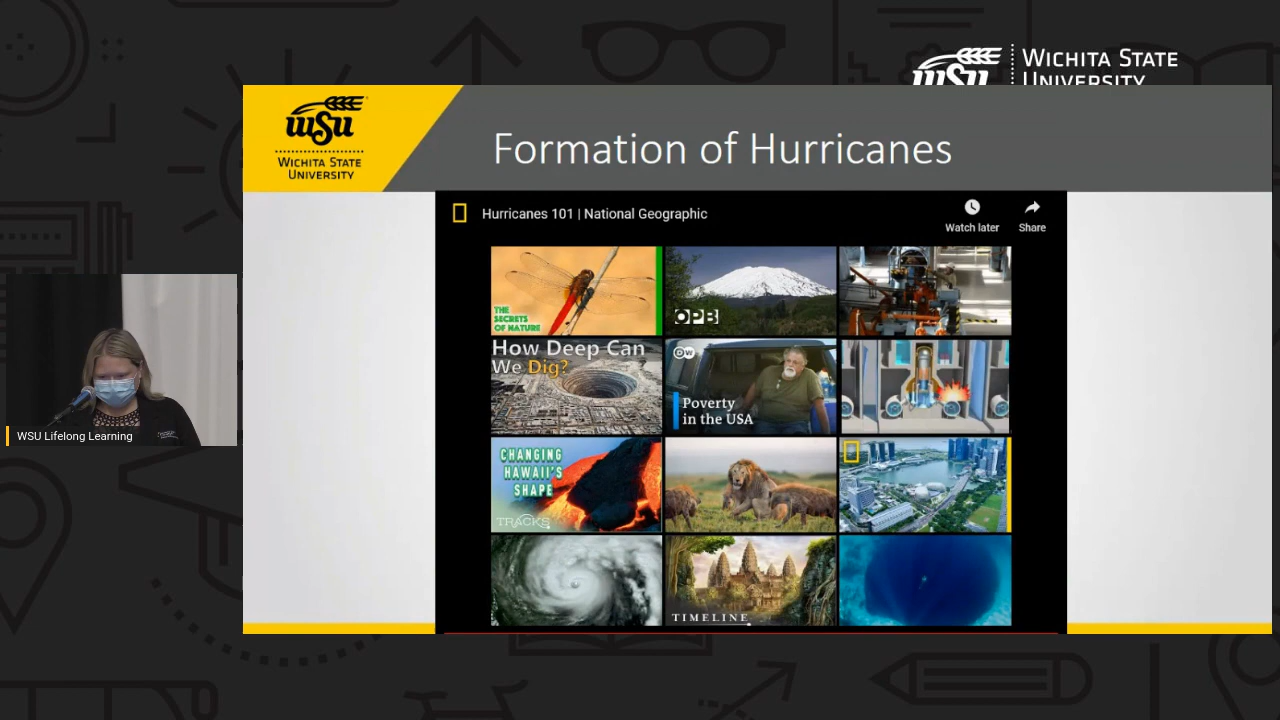 WSU
WICHITA STATE
UNIVERSITY
WSU
WICHITA STATE
UNIVERSITY
Formation of Hurricanes
Hurricanes 101 | National Geographic
Watch later
Share
THE
SECRETS
OF NATURE
OPB
How Deep Can
We Dig?
DW
Poverty
in the USA
CHANGING
HAWAII'S
SHAPE
TRACKS
TIMELINE
WSU Lifelong Learning